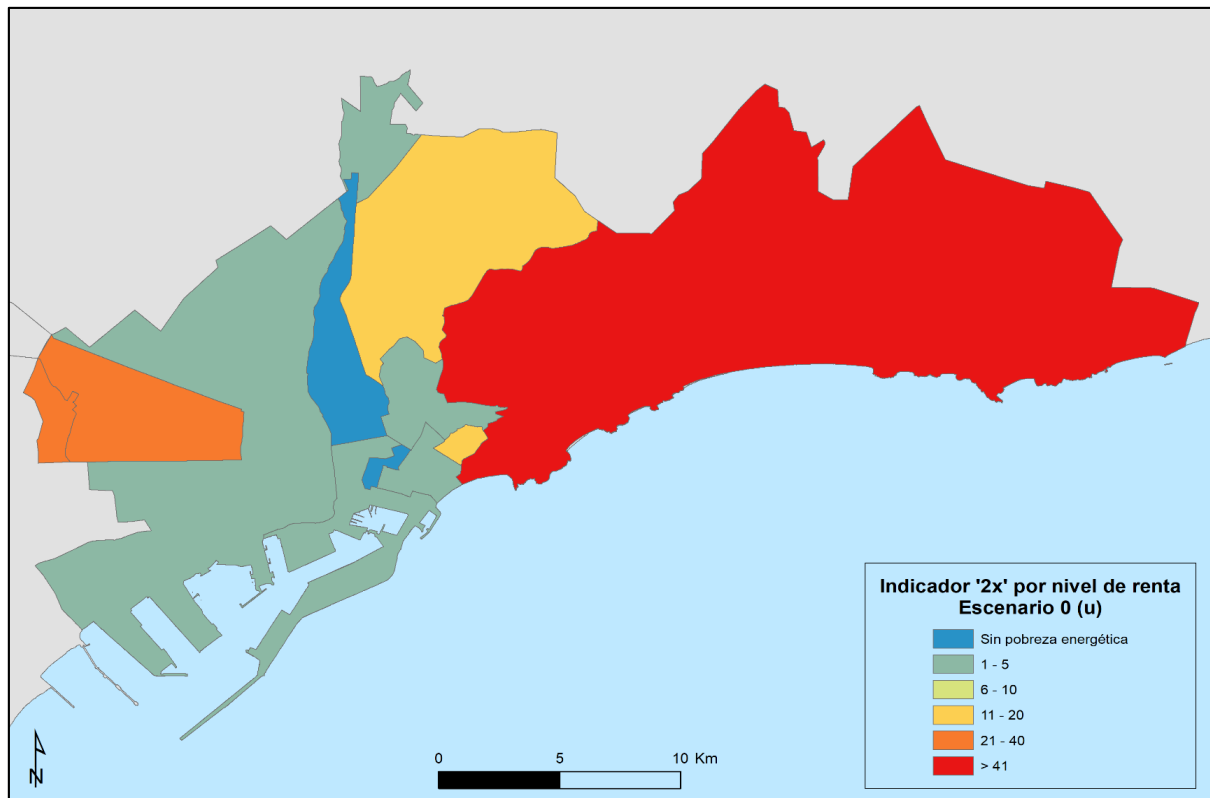 Indicador '2x' por nivel de renta
Escenario 0 (u)
Sin pobreza energética
1 - 5
6 - 10
11 - 20
21 - 40
> 41
N
0 5 10 Km